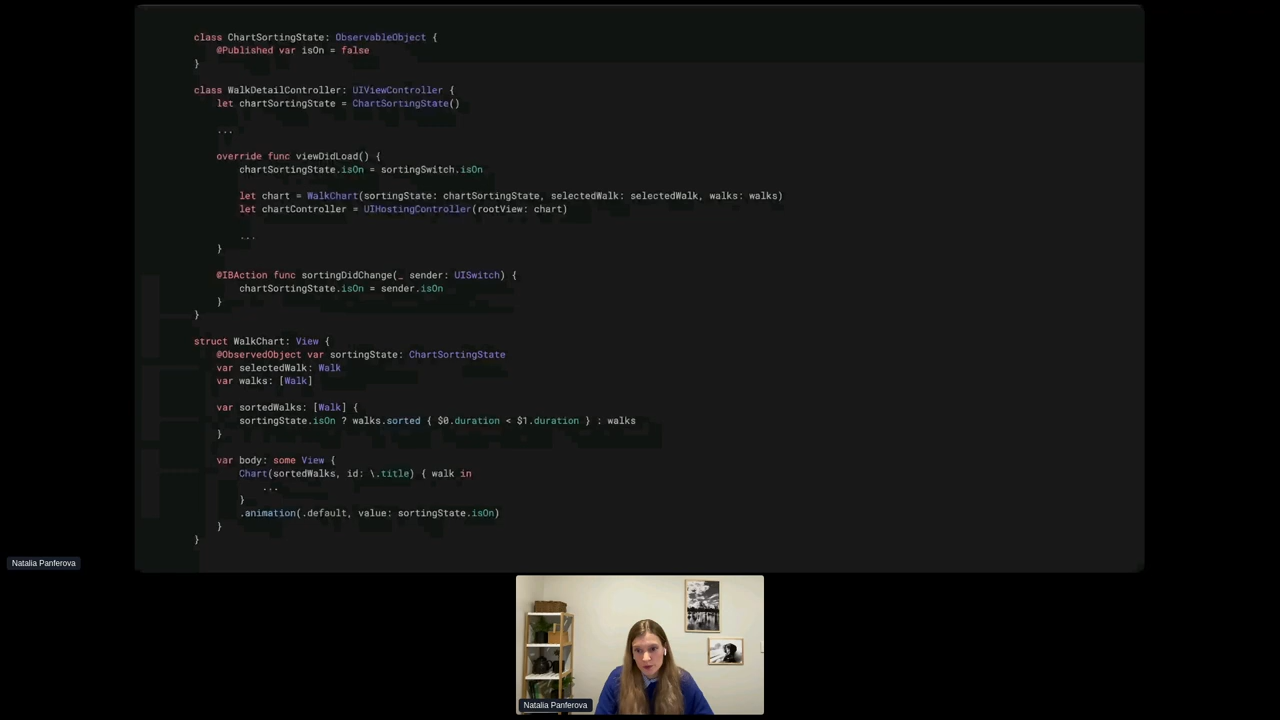 class ChartSortingState: ObservableObject {
    @Published var isOn = false
}
class WalkDetailController: UIViewController {
    let chartSortingState = ChartSortingState()
    ...
    override func viewDidLoad() {
        chartSortingState.isOn = sortingSwitch.isOn
        let chart = WalkChart(sortingState: chartSortingState, selectedWalk: selectedWalk, walks: walks)
        let chartController = UIHostingController(rootView: chart)
        ...
    }
    @IBAction func sortingDidChange(_ sender: UISwitch) {
        chartSortingState.isOn = sender.isOn
    }
}
struct WalkChart: View {
    @ObservedObject var sortingState: ChartSortingState
    var selectedWalk: Walk
    var walks: [Walk]
    var sortedWalks: [Walk] {
        sortingState.isOn ? walks.sorted { $0.duration < $1.duration } : walks
    }
    var body: some View {
        Chart(sortedWalks, id: \.title) { walk in
            ...
        }
        .animation(.default, value: sortingState.isOn)
    }
}
Natalia Panferova
Natalia Panferova